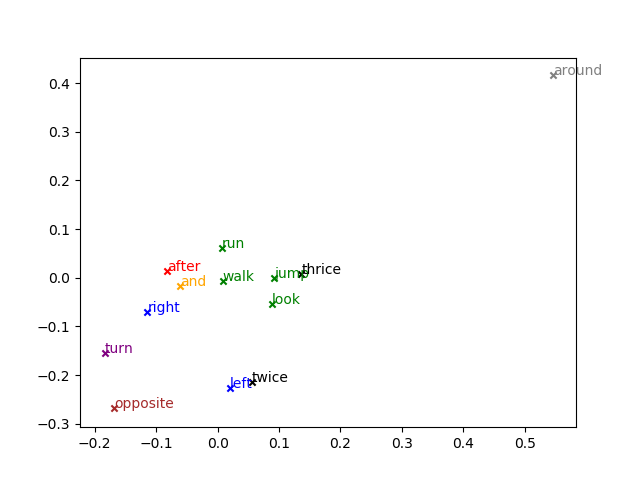 around
0.4
0.3
0.2
0.1
run
after
thrice
0.0
and
walk
jump
look
right
−0.1
turn
twice
left
−0.2
opposite
−0.3
−0.2 −0.1 0.0 0.1 0.2 0.3 0.4 0.5